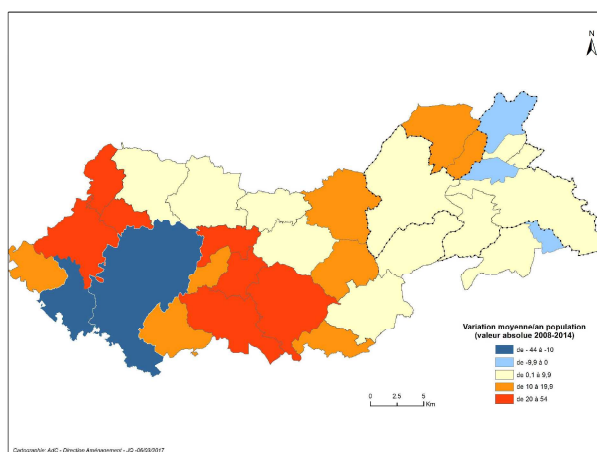 N
Variation moyenne/an population
(valeur absolue 2008-2014)
de - 44 à -10
de -9,9 à 0
de 0,1 à 9,9
de 10 à 19,9
de 20 à 54
0 2,5 5
Km
Cartographie: AdC - Direction Aménagement - JQ -06/03/2017